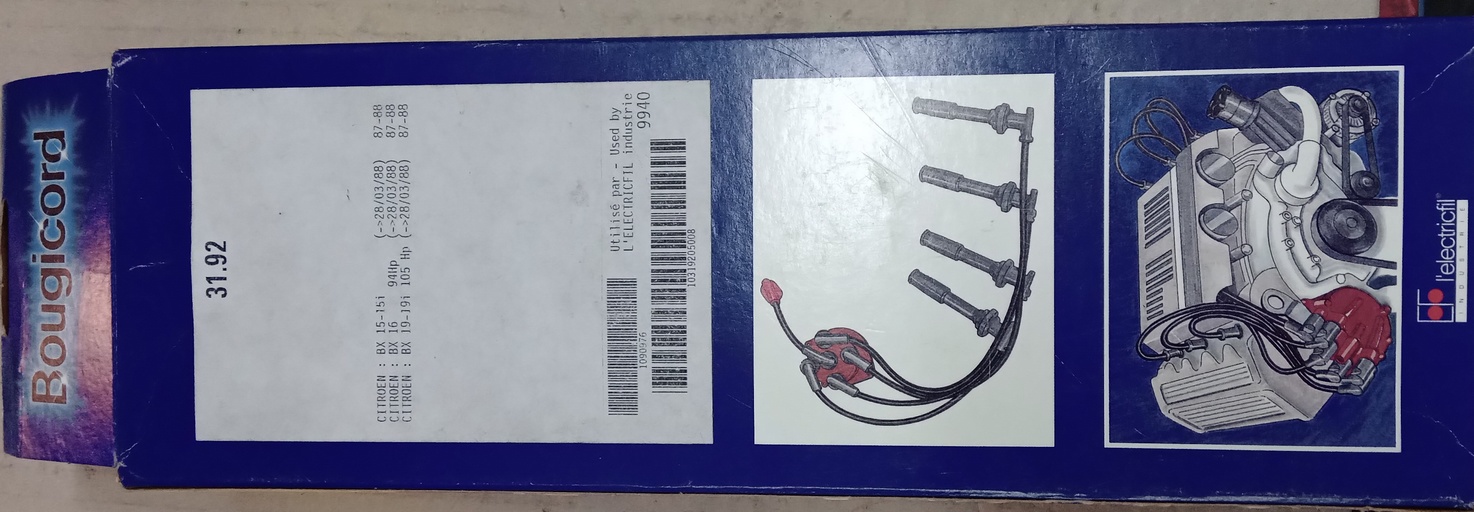 Bougicord
31.92
CITROEN : BX 15-15i (->28/03/88) 87-88
CITROEN : BX 16 94Hp (->28/03/88) 87-88
CITROEN : BX 19-19i 105 Hp (->28/03/88) 87-88
Utilisé par - Used by
L'ELECTRICFIL industrie
9940
1090976
10319205008
l'electricfil®
INDUSTRIE